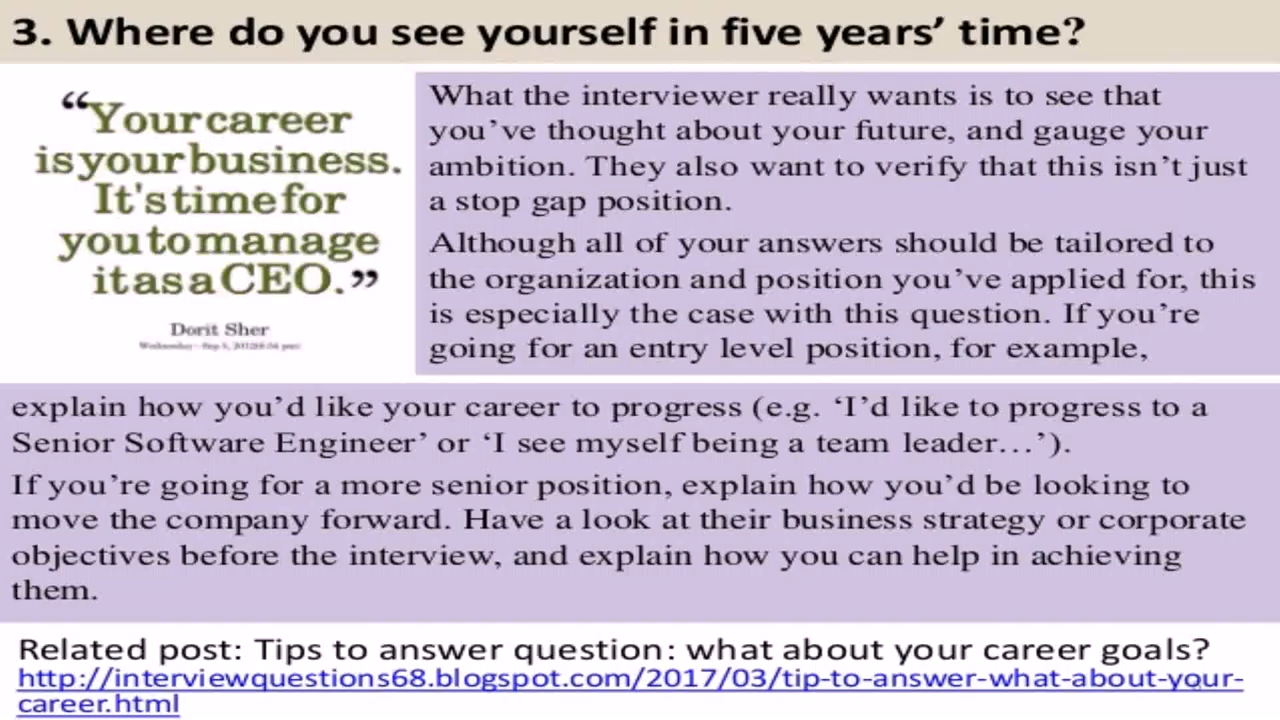 3. Where do you see yourself in five years’ time?
“Your career
is your business.
It's time for
you to manage
it as a CEO.”
Dorit Sher
What the interviewer really wants is to see that
you’ve thought about your future, and gauge your
ambition. They also want to verify that this isn’t just
a stop gap position.
Although all of your answers should be tailored to
the organization and position you’ve applied for, this
is especially the case with this question. If you’re
going for an entry level position, for example,
explain how you’d like your career to progress (e.g. ‘I’d like to progress to a
Senior Software Engineer’ or ‘I see myself being a team leader…’).
If you’re going for a more senior position, explain how you’d be looking to
move the company forward. Have a look at their business strategy or corporate
objectives before the interview, and explain how you can help in achieving
them.
Related post: Tips to answer question: what about your career goals?
http://interviewquestions68.blogspot.com/2017/03/tip-to-answer-what-about-your-
career.html